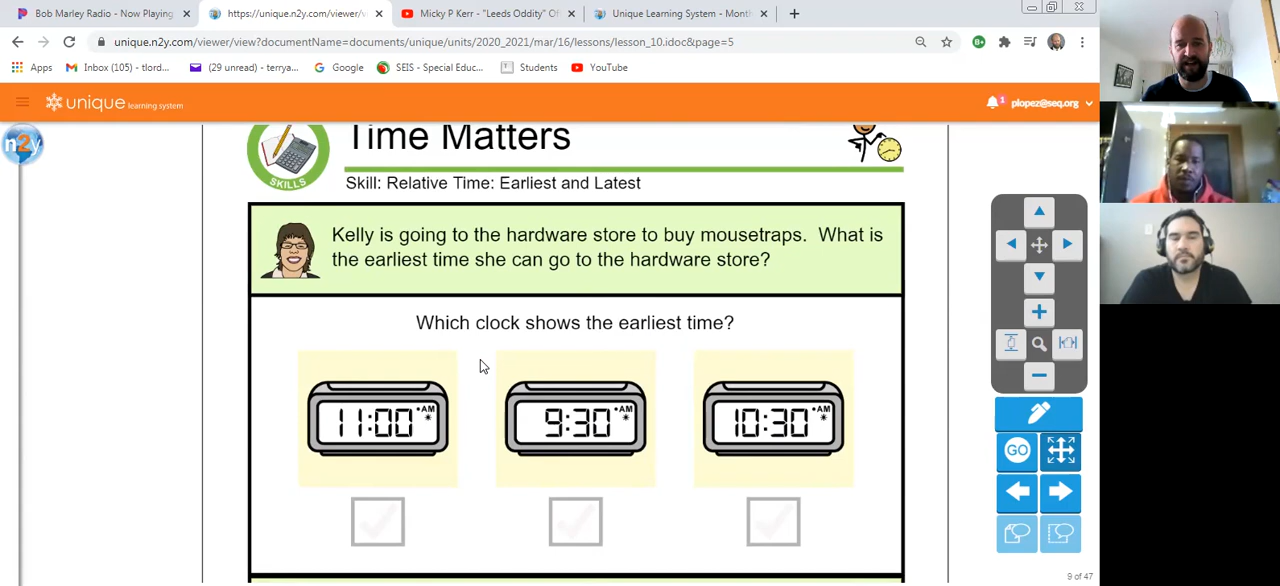 Bob Marley Radio - Now Playing
https://unique.n2y.com/viewer/v
Micky P Kerr - "Leeds Oddity" Of
Unique Learning System - Month
unique.n2y.com/viewer/view?documentName=documents/unique/units/2020_2021/mar/16/lessons/lesson_10.idoc&page=5
Apps
Inbox (105) - tlord...
(29 unread) - terrya...
Google
SEIS - Special Educ...
Students
YouTube
unique learning system
1
plopez@seq.org
n2y
SKILLS
Time Matters
Skill: Relative Time: Earliest and Latest
Kelly is going to the hardware store to buy mousetraps. What is
the earliest time she can go to the hardware store?
Which clock shows the earliest time?
11:00 AM
9:30 AM
10:30 AM
GO
9 of 47